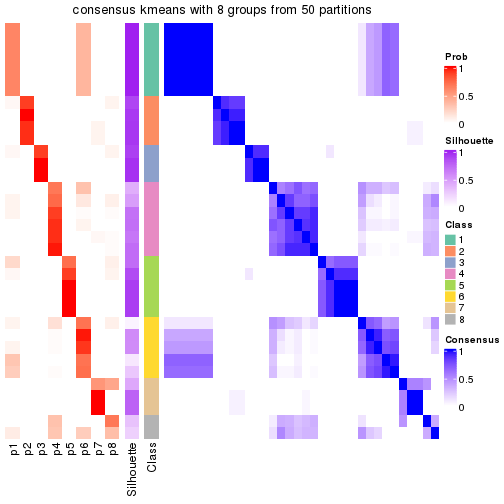 consensus kmeans with 8 groups from 50 partitions
Prob
1
0.5
0
Silhouette
1
0.5
0
Class
1
2
3
4
5
6
7
8
Consensus
1
0.5
0
p1
p2
p3
p4
p5
p6
p7
p8
Silhouette
Class